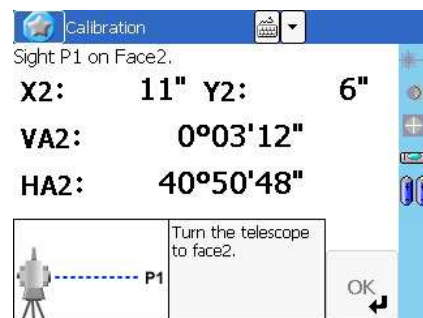 Calibration
Sight P1 on Face2.
X2: 11" Y2: 6"
VA2: 0°03'12"
HA2: 40°50'48"
Turn the telescope
to face2.
P1
OK